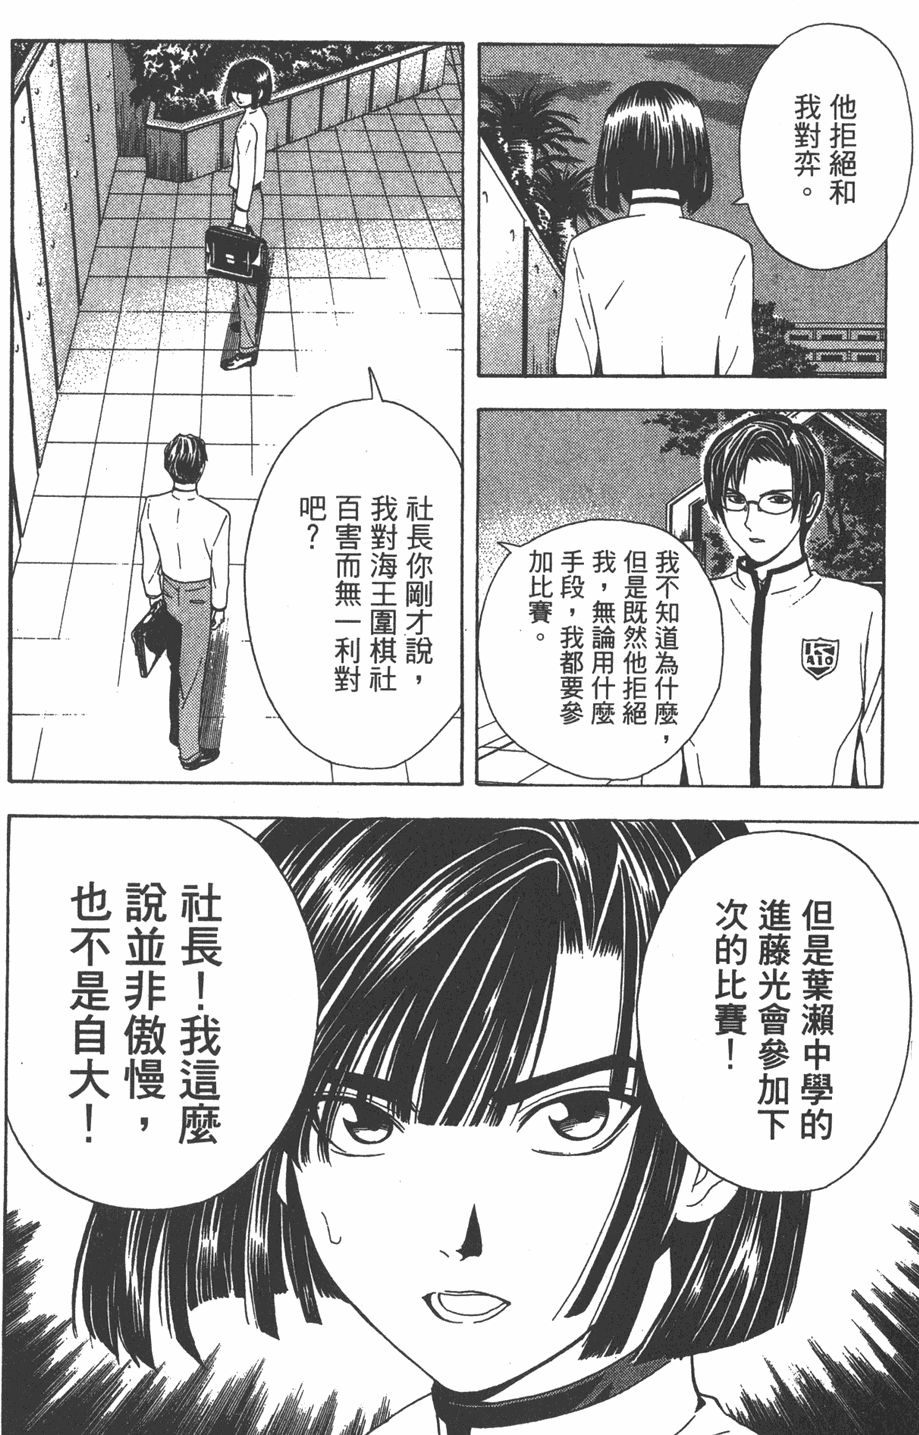 他拒絕和
我對弈。
我不知道為什麼，
但是既然他拒絕
我，無論用什麼
手段，我都要參
加比賽。
K
A10
社長你剛才說，
我對海王圍棋社
百害而無一利對
吧？
但是葉瀨中學的
進藤光會參加下
次的比賽！
社長！我這麼
說並非傲慢，
也不是自大！